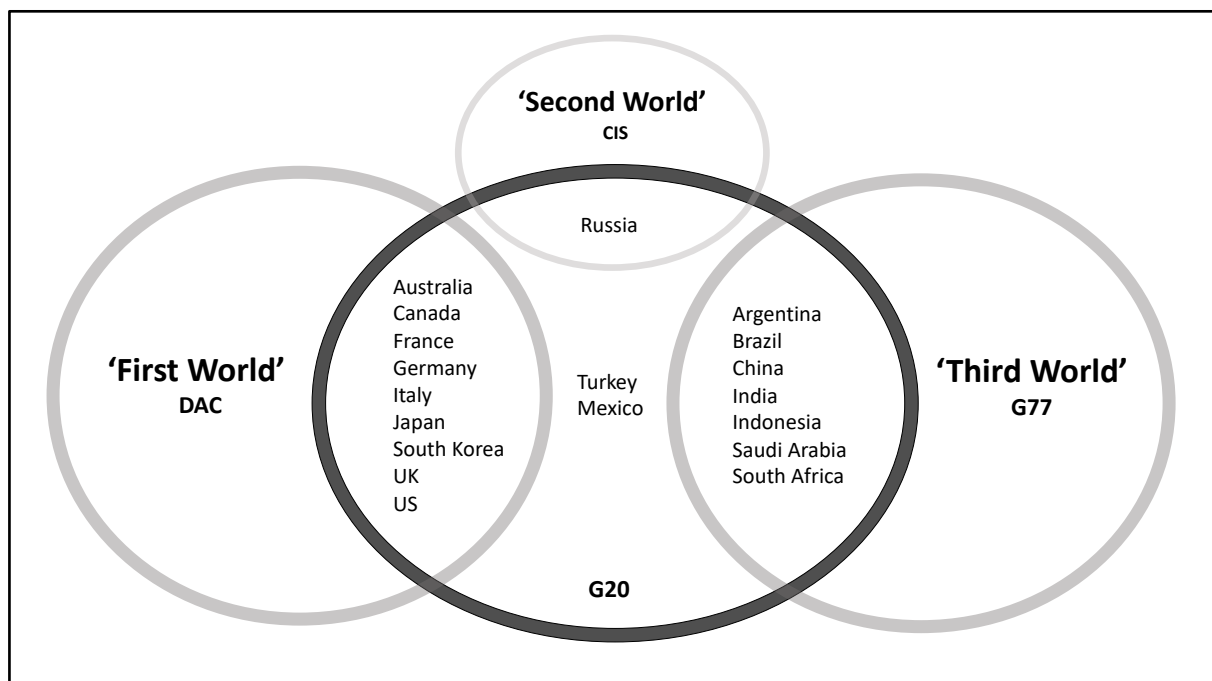 ‘Second World’
CIS
Russia
‘First World’
DAC
Australia
Canada
France
Germany
Italy
Japan
South Korea
UK
US
Turkey
Mexico
Argentina
Brazil
China
India
Indonesia
Saudi Arabia
South Africa
‘Third World’
G77
G20